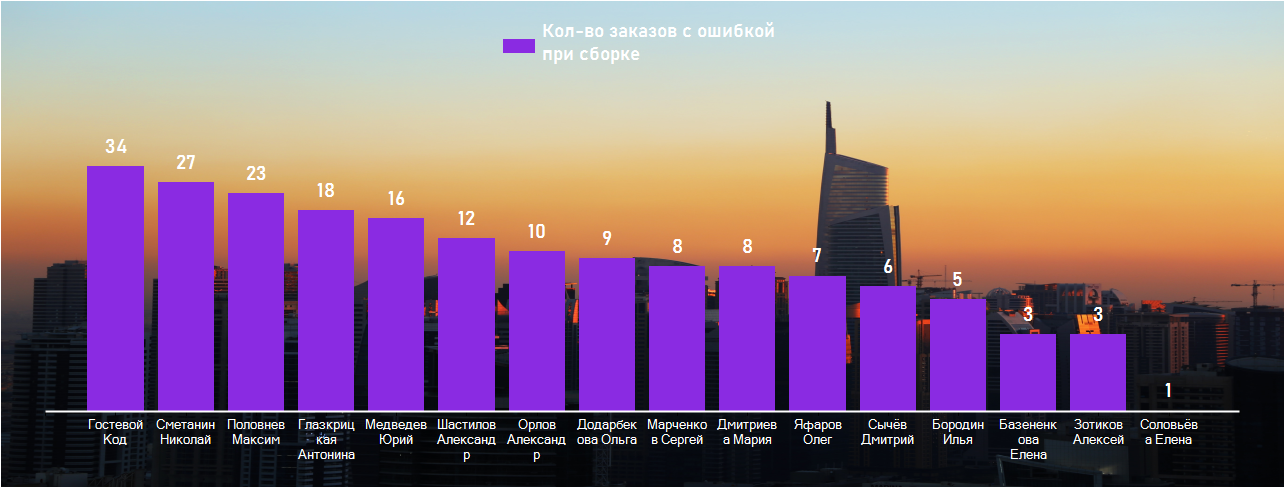 Кол-во заказов с ошибкой
при сборке
34
27
23
18
16
12
10
9
8
8
7
6
5
3
3
1
Гостевой
Код
Сметанин
Николай
Половнев
Максим
Глазкриц
кая
Антонина
Медведев
Юрий
Шастилов
Александ
р
Орлов
Александ
р
Додарбек
ова Ольга
Марченко
в Сергей
Дмитриев
а Мария
Яфаров
Олег
Сычёв
Дмитрий
Бородин
Илья
Базененк
ова
Елена
Зотиков
Алексей
Соловьёв
а Елена